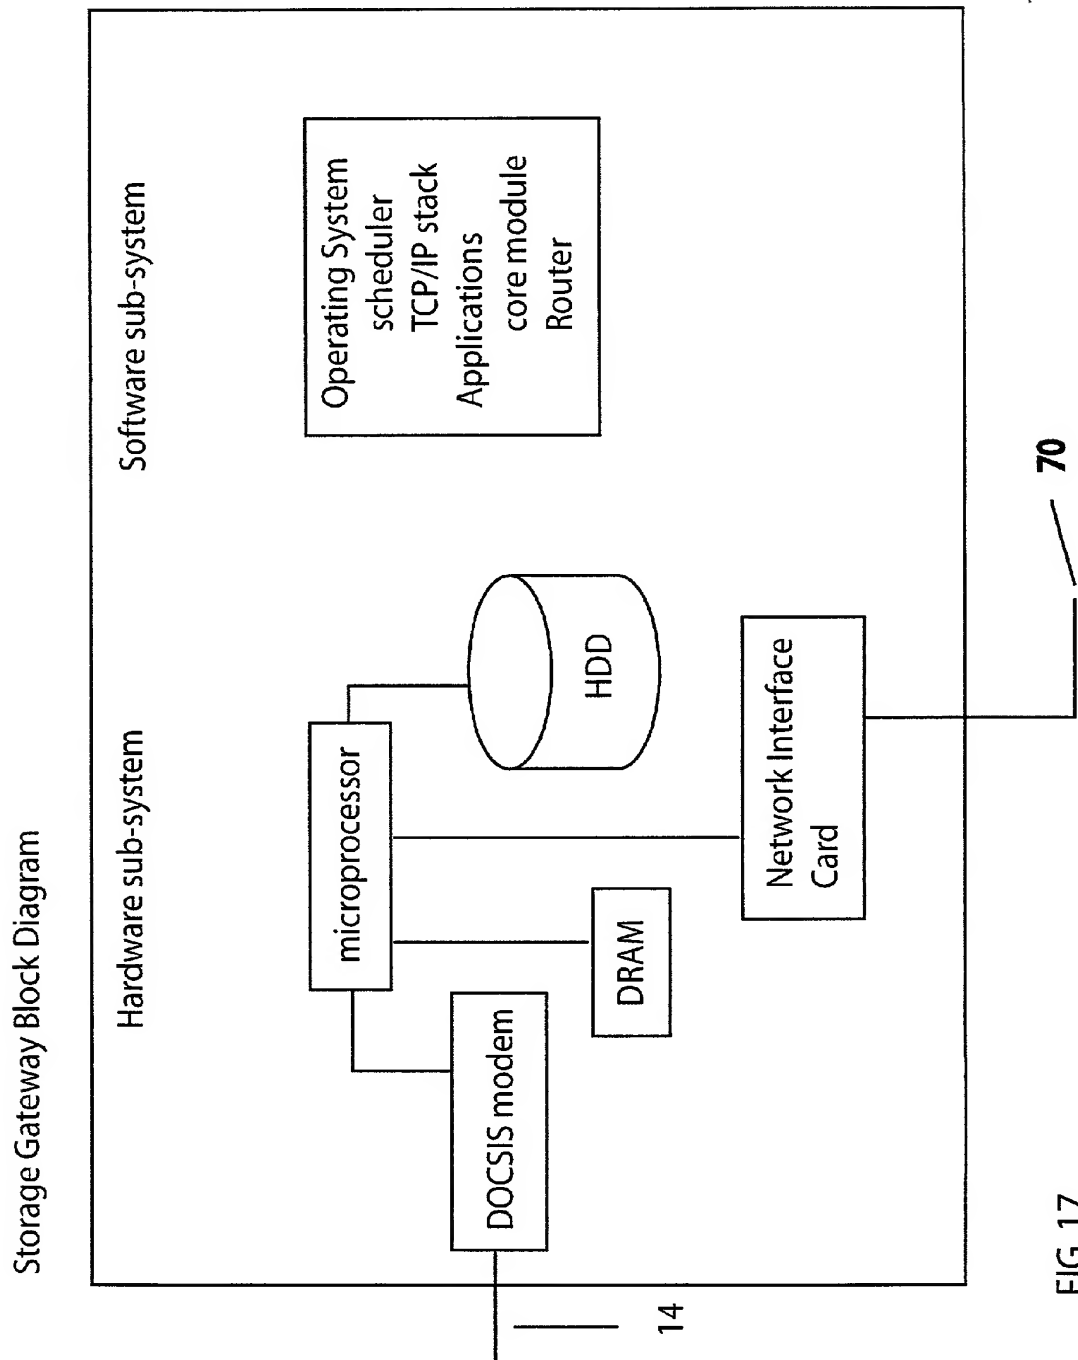 Storage Gateway Block Diagram
Hardware sub-system
Software sub-system
microprocessor
Operating System
scheduler
TCP/IP stack
Applications
core module
Router
DOCSIS modem
HDD
DRAM
Network Interface
Card
14
70
FIG. 17